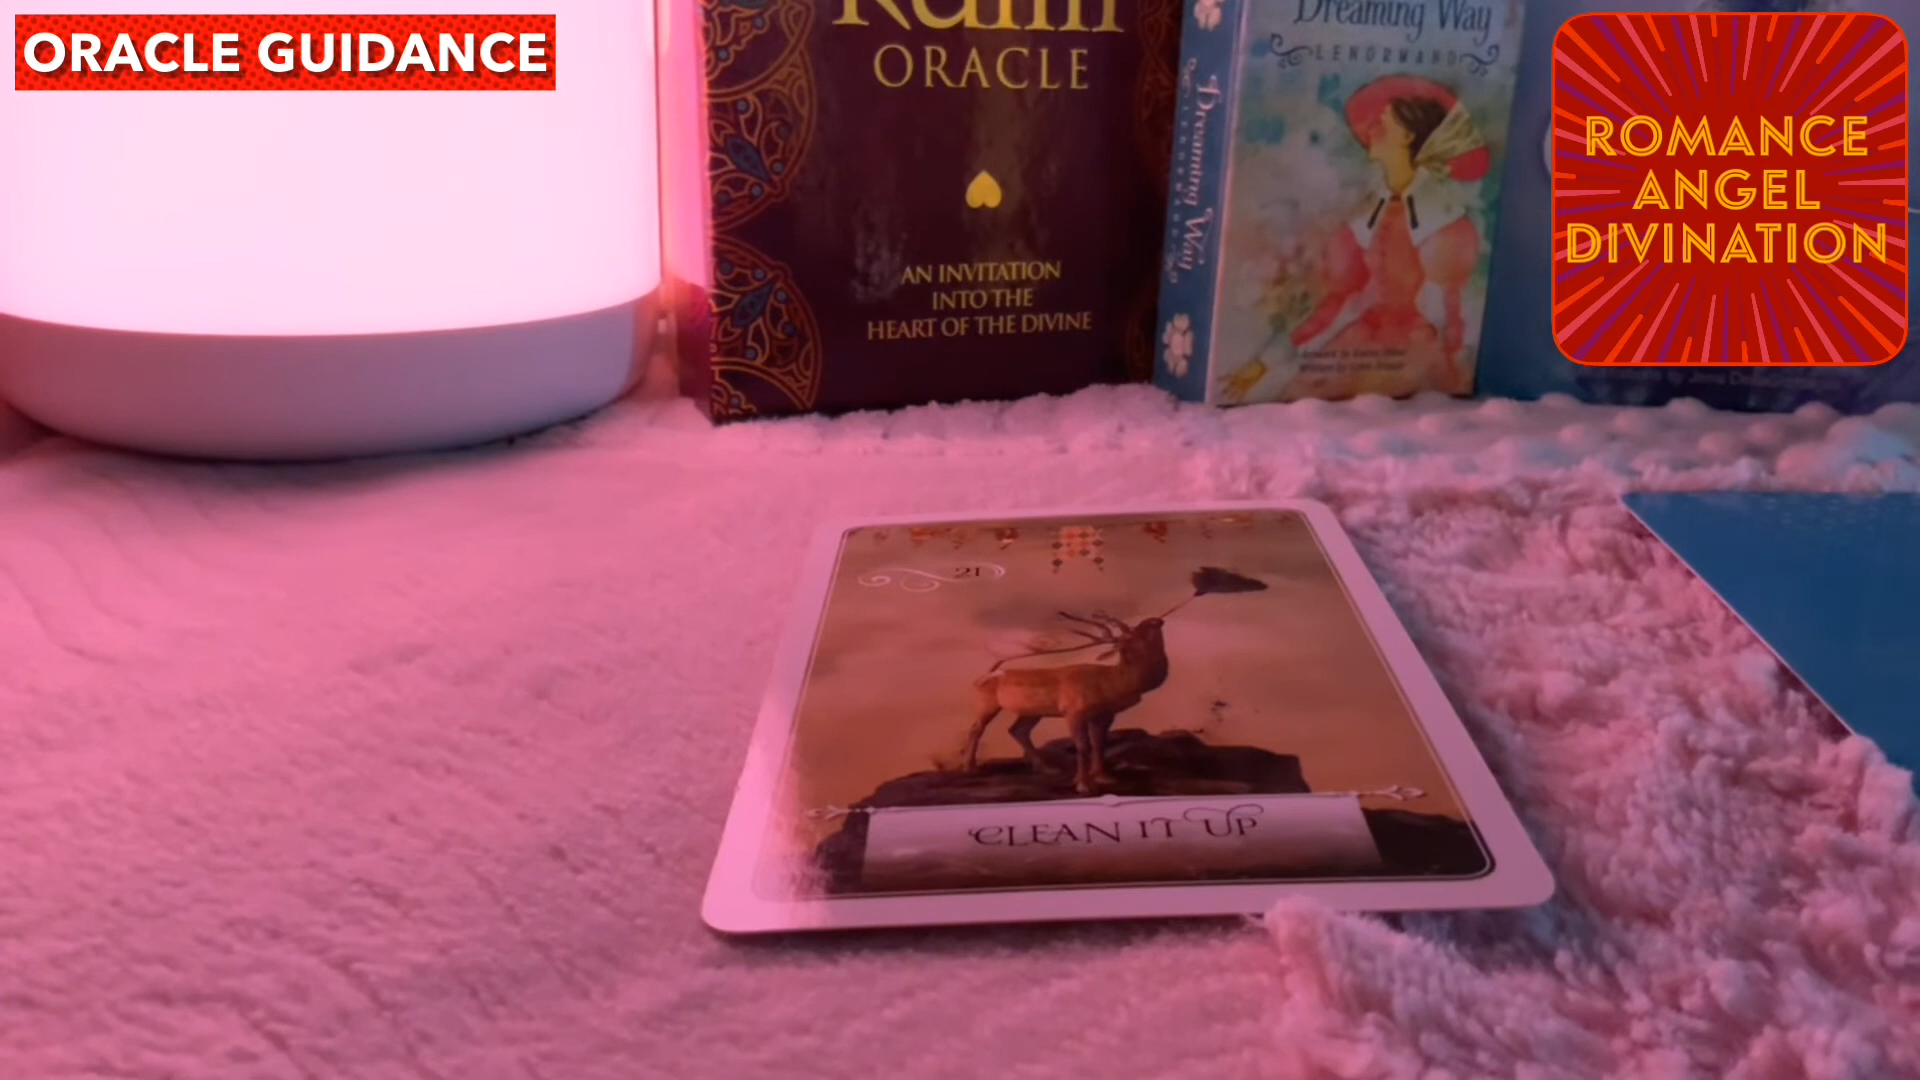 ORACLE GUIDANCE
Rumi
ORACLE
AN INVITATION
INTO THE
HEART OF THE DIVINE
Dreaming Way
LENORMAND
Dreaming Way
ROMANCE
ANGEL
DIVINATION
21
CLEAN IT UP